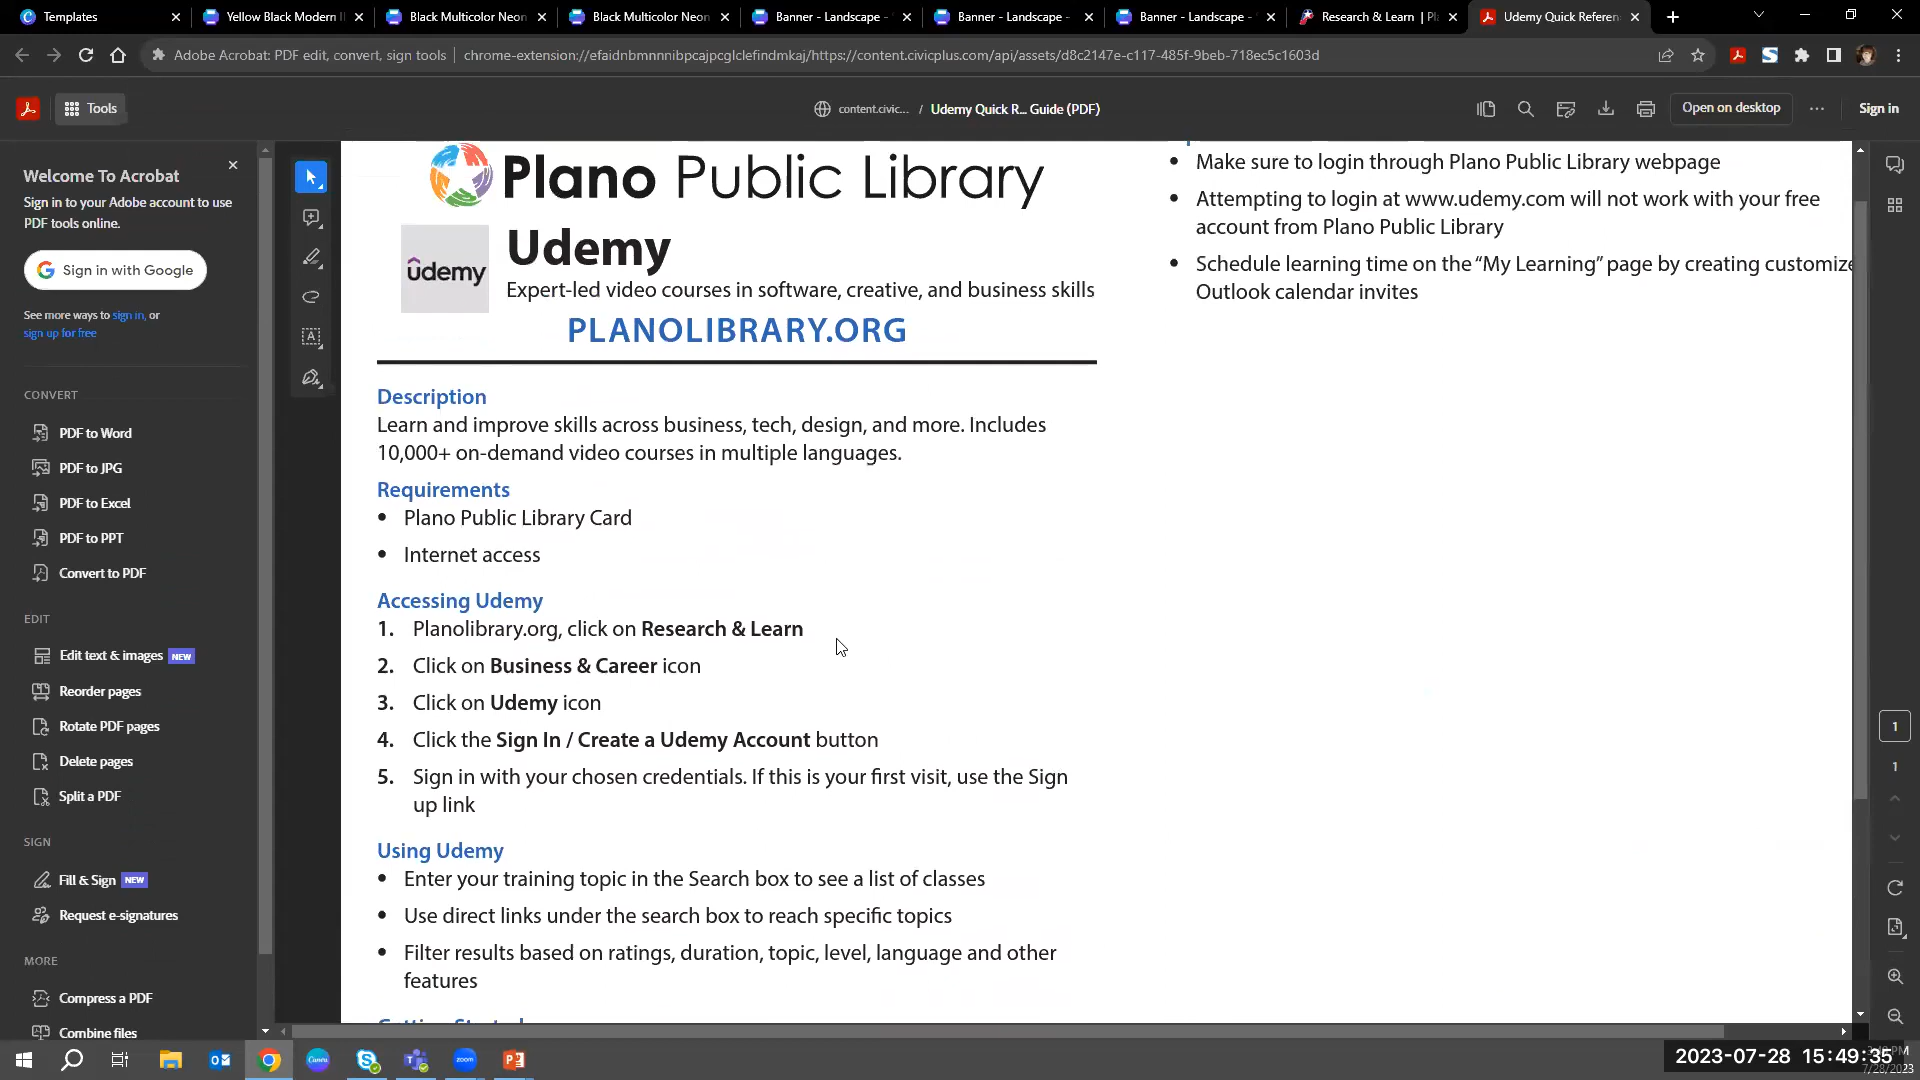 Templates
Yellow Black Modern
Black Multicolor Neon
Black Multicolor Neon
Banner - Landscape -
Banner - Landscape -
Banner - Landscape -
Research & Learn | Pl
Udemy Quick Referen
Adobe Acrobat: PDF edit, convert, sign tools
chrome-extension://efaidnbmnnnibpcajpcglclefindmkaj/https://content.civicplus.com/api/assets/d8c2147e-c117-485f-9beb-718ec5c1603d
Tools
content.civic... / Udemy Quick R... Guide (PDF)
Open on desktop
Sign in
Welcome To Acrobat
Sign in to your Adobe account to use
PDF tools online.
Sign in with Google
See more ways to sign in, or
sign up for free
CONVERT
PDF to Word
PDF to JPG
PDF to Excel
PDF to PPT
Convert to PDF
EDIT
Edit text & images NEW
Reorder pages
Rotate PDF pages
Delete pages
Split a PDF
SIGN
Fill & Sign NEW
Request e-signatures
MORE
Compress a PDF
Combine files
Plano Public Library
udemy
Udemy
Expert-led video courses in software, creative, and business skills
PLANOLIBRARY.ORG
Description
Learn and improve skills across business, tech, design, and more. Includes
10,000+ on-demand video courses in multiple languages.
Requirements
• Plano Public Library Card
• Internet access
Accessing Udemy
1. Planolibrary.org, click on Research & Learn
2. Click on Business & Career icon
3. Click on Udemy icon
4. Click the Sign In / Create a Udemy Account button
5. Sign in with your chosen credentials. If this is your first visit, use the Sign
up link
Using Udemy
• Enter your training topic in the Search box to see a list of classes
• Use direct links under the search box to reach specific topics
• Filter results based on ratings, duration, topic, level, language and other
features
• Make sure to login through Plano Public Library webpage
• Attempting to login at www.udemy.com will not work with your free
account from Plano Public Library
• Schedule learning time on the “My Learning” page by creating customize
Outlook calendar invites
1
1
2023-07-28 15:49:35
7/28/2023